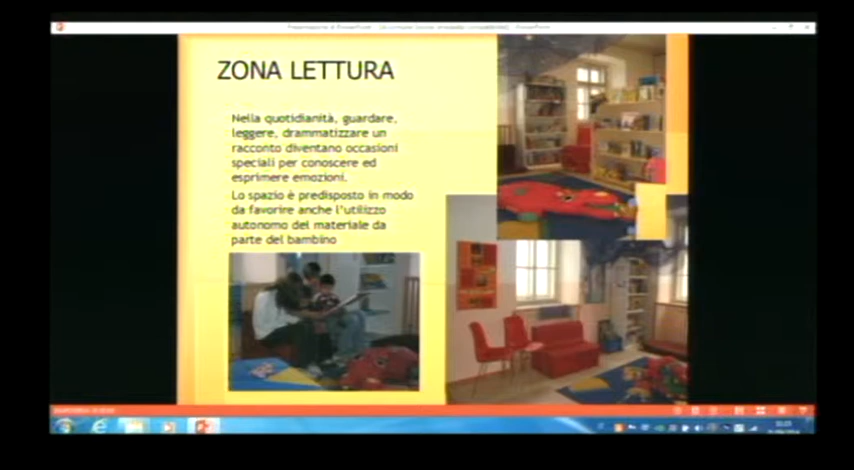 ZONA LETTURA
Nella quotidianità, guardare,
leggere, drammatizzare un
racconto diventano occasioni
speciali per conoscere ed
esprimere emozioni.
Lo spazio è predisposto in modo
da favorire anche l'utilizzo
autonomo del materiale da
parte del bambino